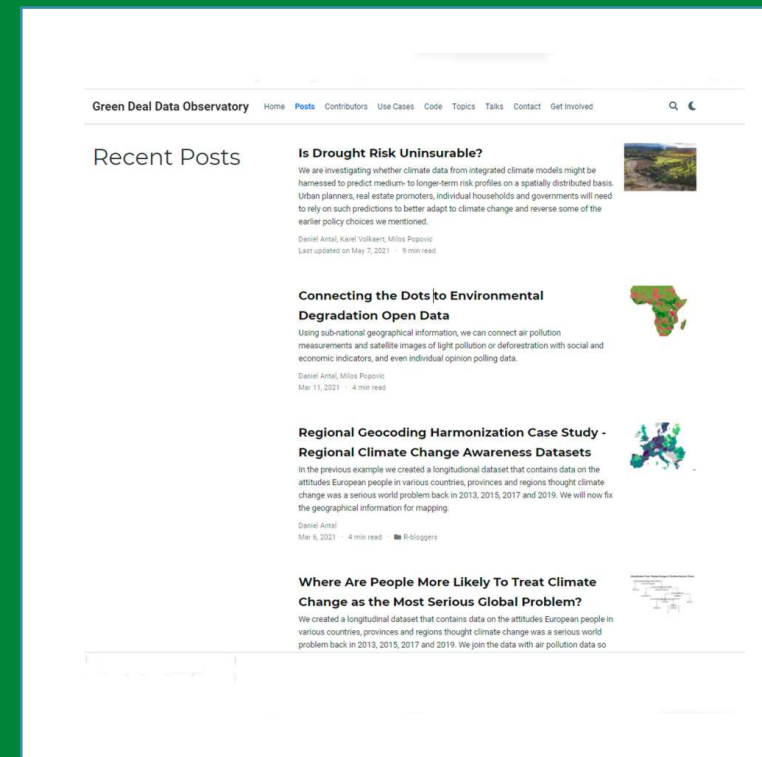 Green Deal Data Observatory Home Posts Contributors Use Cases Code Topics Talks Contact Get Involved
Recent Posts
Is Drought Risk Uninsurable?
We are investigating whether climate data from integrated climate models might be
harnessed to predict medium- to longer-term risk profiles on a spatially distributed basis.
Urban planners, real estate promoters, individual households and governments will need
to rely on such predictions to better adapt to climate change and reverse some of the
earlier policy choices we mentioned.
Daniel Antal, Karel Volkaert, Milos Popovic
Last updated on May 7, 2021 · 9 min read
Connecting the Dots to Environmental
Degradation Open Data
Using sub-national geographical information, we can connect air pollution
measurements and satellite images of light pollution or deforestration with social and
economic indicators, and even individual opinion polling data.
Daniel Antal, Milos Popovic
Mar 11, 2021 · 4 min read
Regional Geocoding Harmonization Case Study -
Regional Climate Change Awareness Datasets
In the previous example we created a longitudional dataset that contains data on the
attitudes European people in various countries, provinces and regions thought climate
change was a serious world problem back in 2013, 2015, 2017 and 2019. We will now fix
the geographical information for mapping.
Daniel Antal
Mar 6, 2021 · 4 min read · R-bloggers
Where Are People More Likely To Treat Climate
Change as the Most Serious Global Problem?
We created a longitudinal dataset that contains data on the attitudes European people in
various countries, provinces and regions thought climate change was a serious world
problem back in 2013, 2015, 2017 and 2019. We join the data with air pollution data so